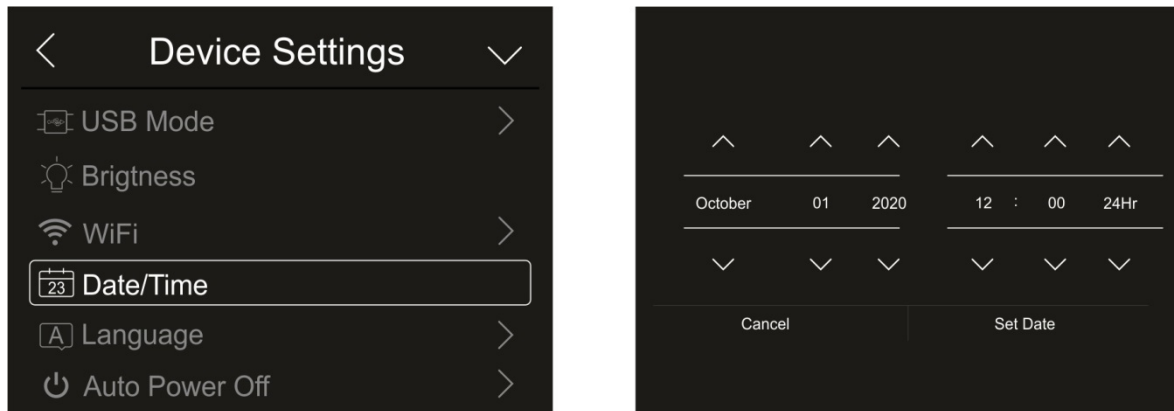 Device Settings
USB Mode
Brigtness
WiFi
23 Date/Time
A Language
Auto Power Off
October 01 2020 12 : 00 24Hr
Cancel Set Date